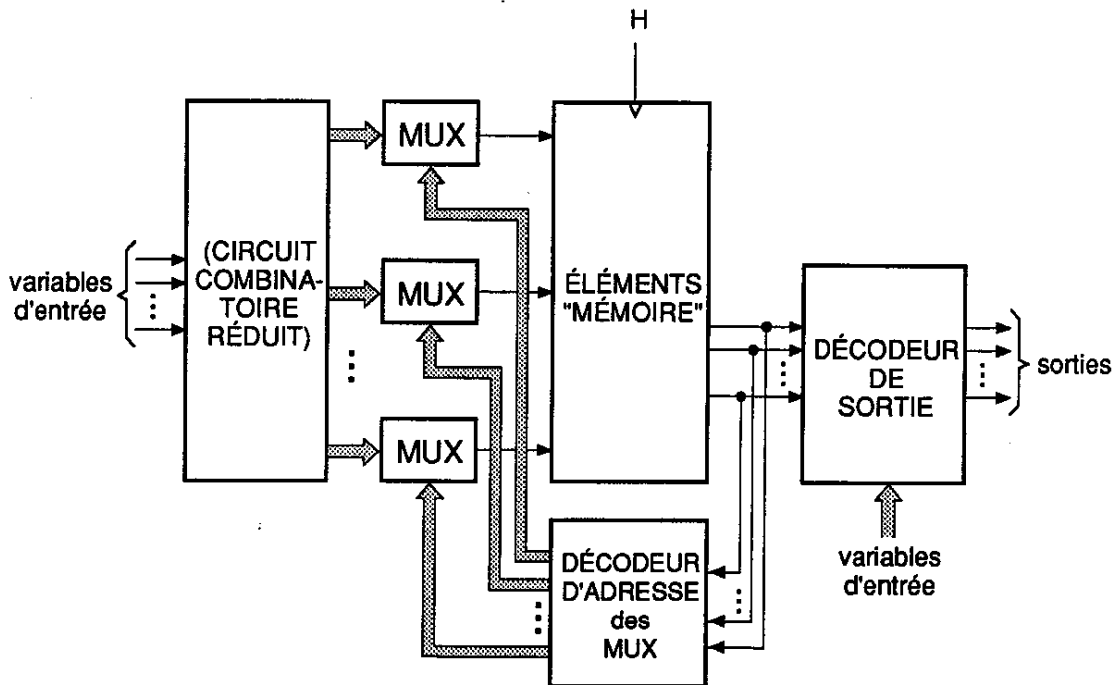 H
MUX
(CIRCUIT
COMBINA-
TOIRE
RÉDUIT)
variables
d'entrée
MUX
ÉLÉMENTS
"MÉMOIRE"
DÉCODEUR
DE
SORTIE
sorties
MUX
DÉCODEUR
D'ADRESSE
des
MUX
variables
d'entrée